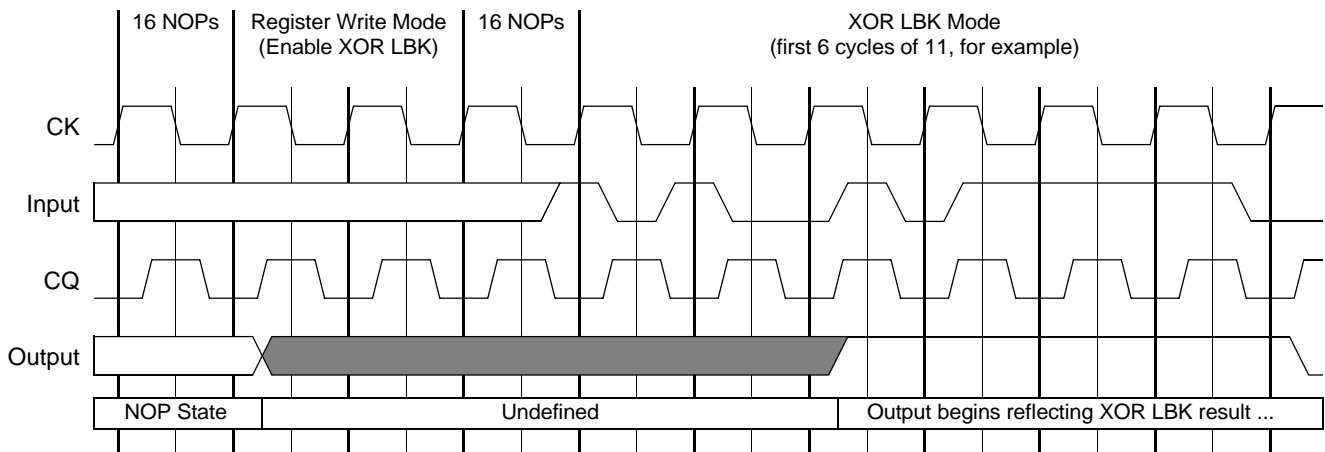 16 NOPs
Register Write Mode
(Enable XOR LBK)
16 NOPs
XOR LBK Mode
(first 6 cycles of 11, for example)
CK
Input
CQ
Output
NOP State
Undefined
Output begins reflecting XOR LBK result ...